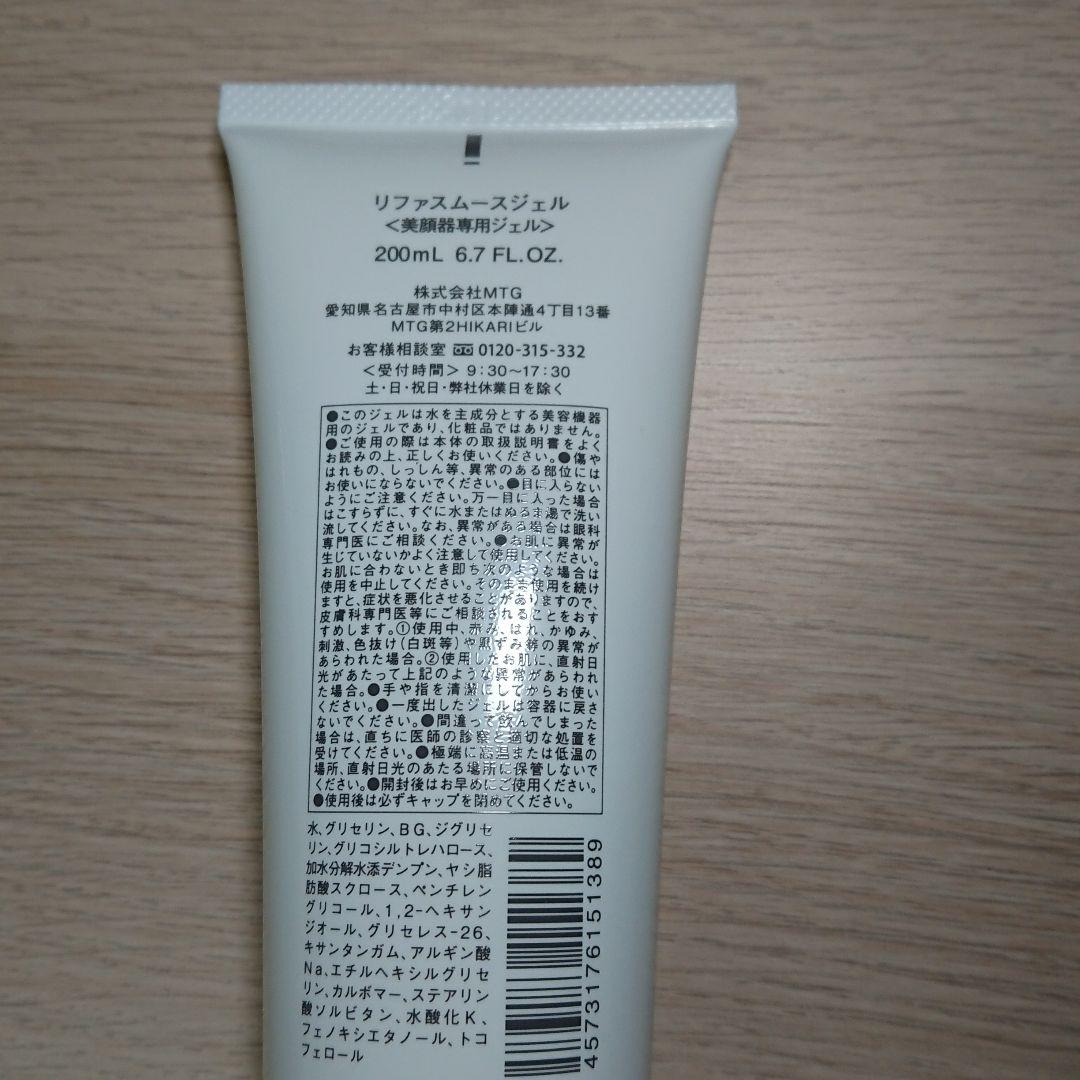 リファスムースジェル
<美顔器専用ジェル>
200mL 6.7 FL.OZ.
株式会社MTG
愛知県名古屋市中村区本陣通4丁目13番
MTG第2HIKARIビル
お客様相談室 0120-315-332
<受付時間> 9:30〜17:30
土・日・祝日・弊社休業日を除く
●このジェルは水を主成分とする美容機器
用のジェルであり、化粧品ではありません。
●ご使用の際は本体の取扱説明書をよく
お読みの上、正しくお使いください。●傷や
はれもの、しっしん等、異常のある部位には
お使いにならないでください。●目に入らない
ようにご注意ください。万一目に入った場合
はこすらずに、すぐに水またはぬるま湯で洗い
流してください。なお、異常がある場合は眼科
専門医にご相談ください。●お肌に異常が
生じていないかよく注意して使用してください。
お肌に合わないとき即ち次のような場合は
使用を中止してください。そのまま使用を続け
ますと、症状を悪化させることがありますので、
皮膚科専門医等にご相談されることをおす
すめします。①使用中、赤み、はれ、かゆみ、
刺激、色抜け(白斑等)や黒ずみ等の異常が
あらわれた場合。②使用したお肌に、直射日
光があたって上記のような異常があらわれ
た場合。●手や指を清潔にしてからお使い
ください。●一度出したジェルは容器に戻さ
ないでください。●間違って飲んでしまった
場合は、直ちに医師の診察と適切な処置を
受けてください。●極端に高温または低温の
場所、直射日光のあたる場所に保管しないで
ください。●開封後はお早めにご使用ください。
●使用後は必ずキャップを閉めてください。
水、グリセリン、BG、ジグリセ
リン、グリコシルトレハロース、
加水分解水添デンプン、ヤシ脂
肪酸スクロース、ペンチレン
グリコール、1,2-ヘキサン
ジオール、グリセレス-26、
キサンタンガム、アルギン酸
Na、エチルヘキシルグリセ
リン、カルボマー、ステアリン
酸ソルビタン、水酸化K、
フェノキシエタノール、トコ
フェロール
4573176151389